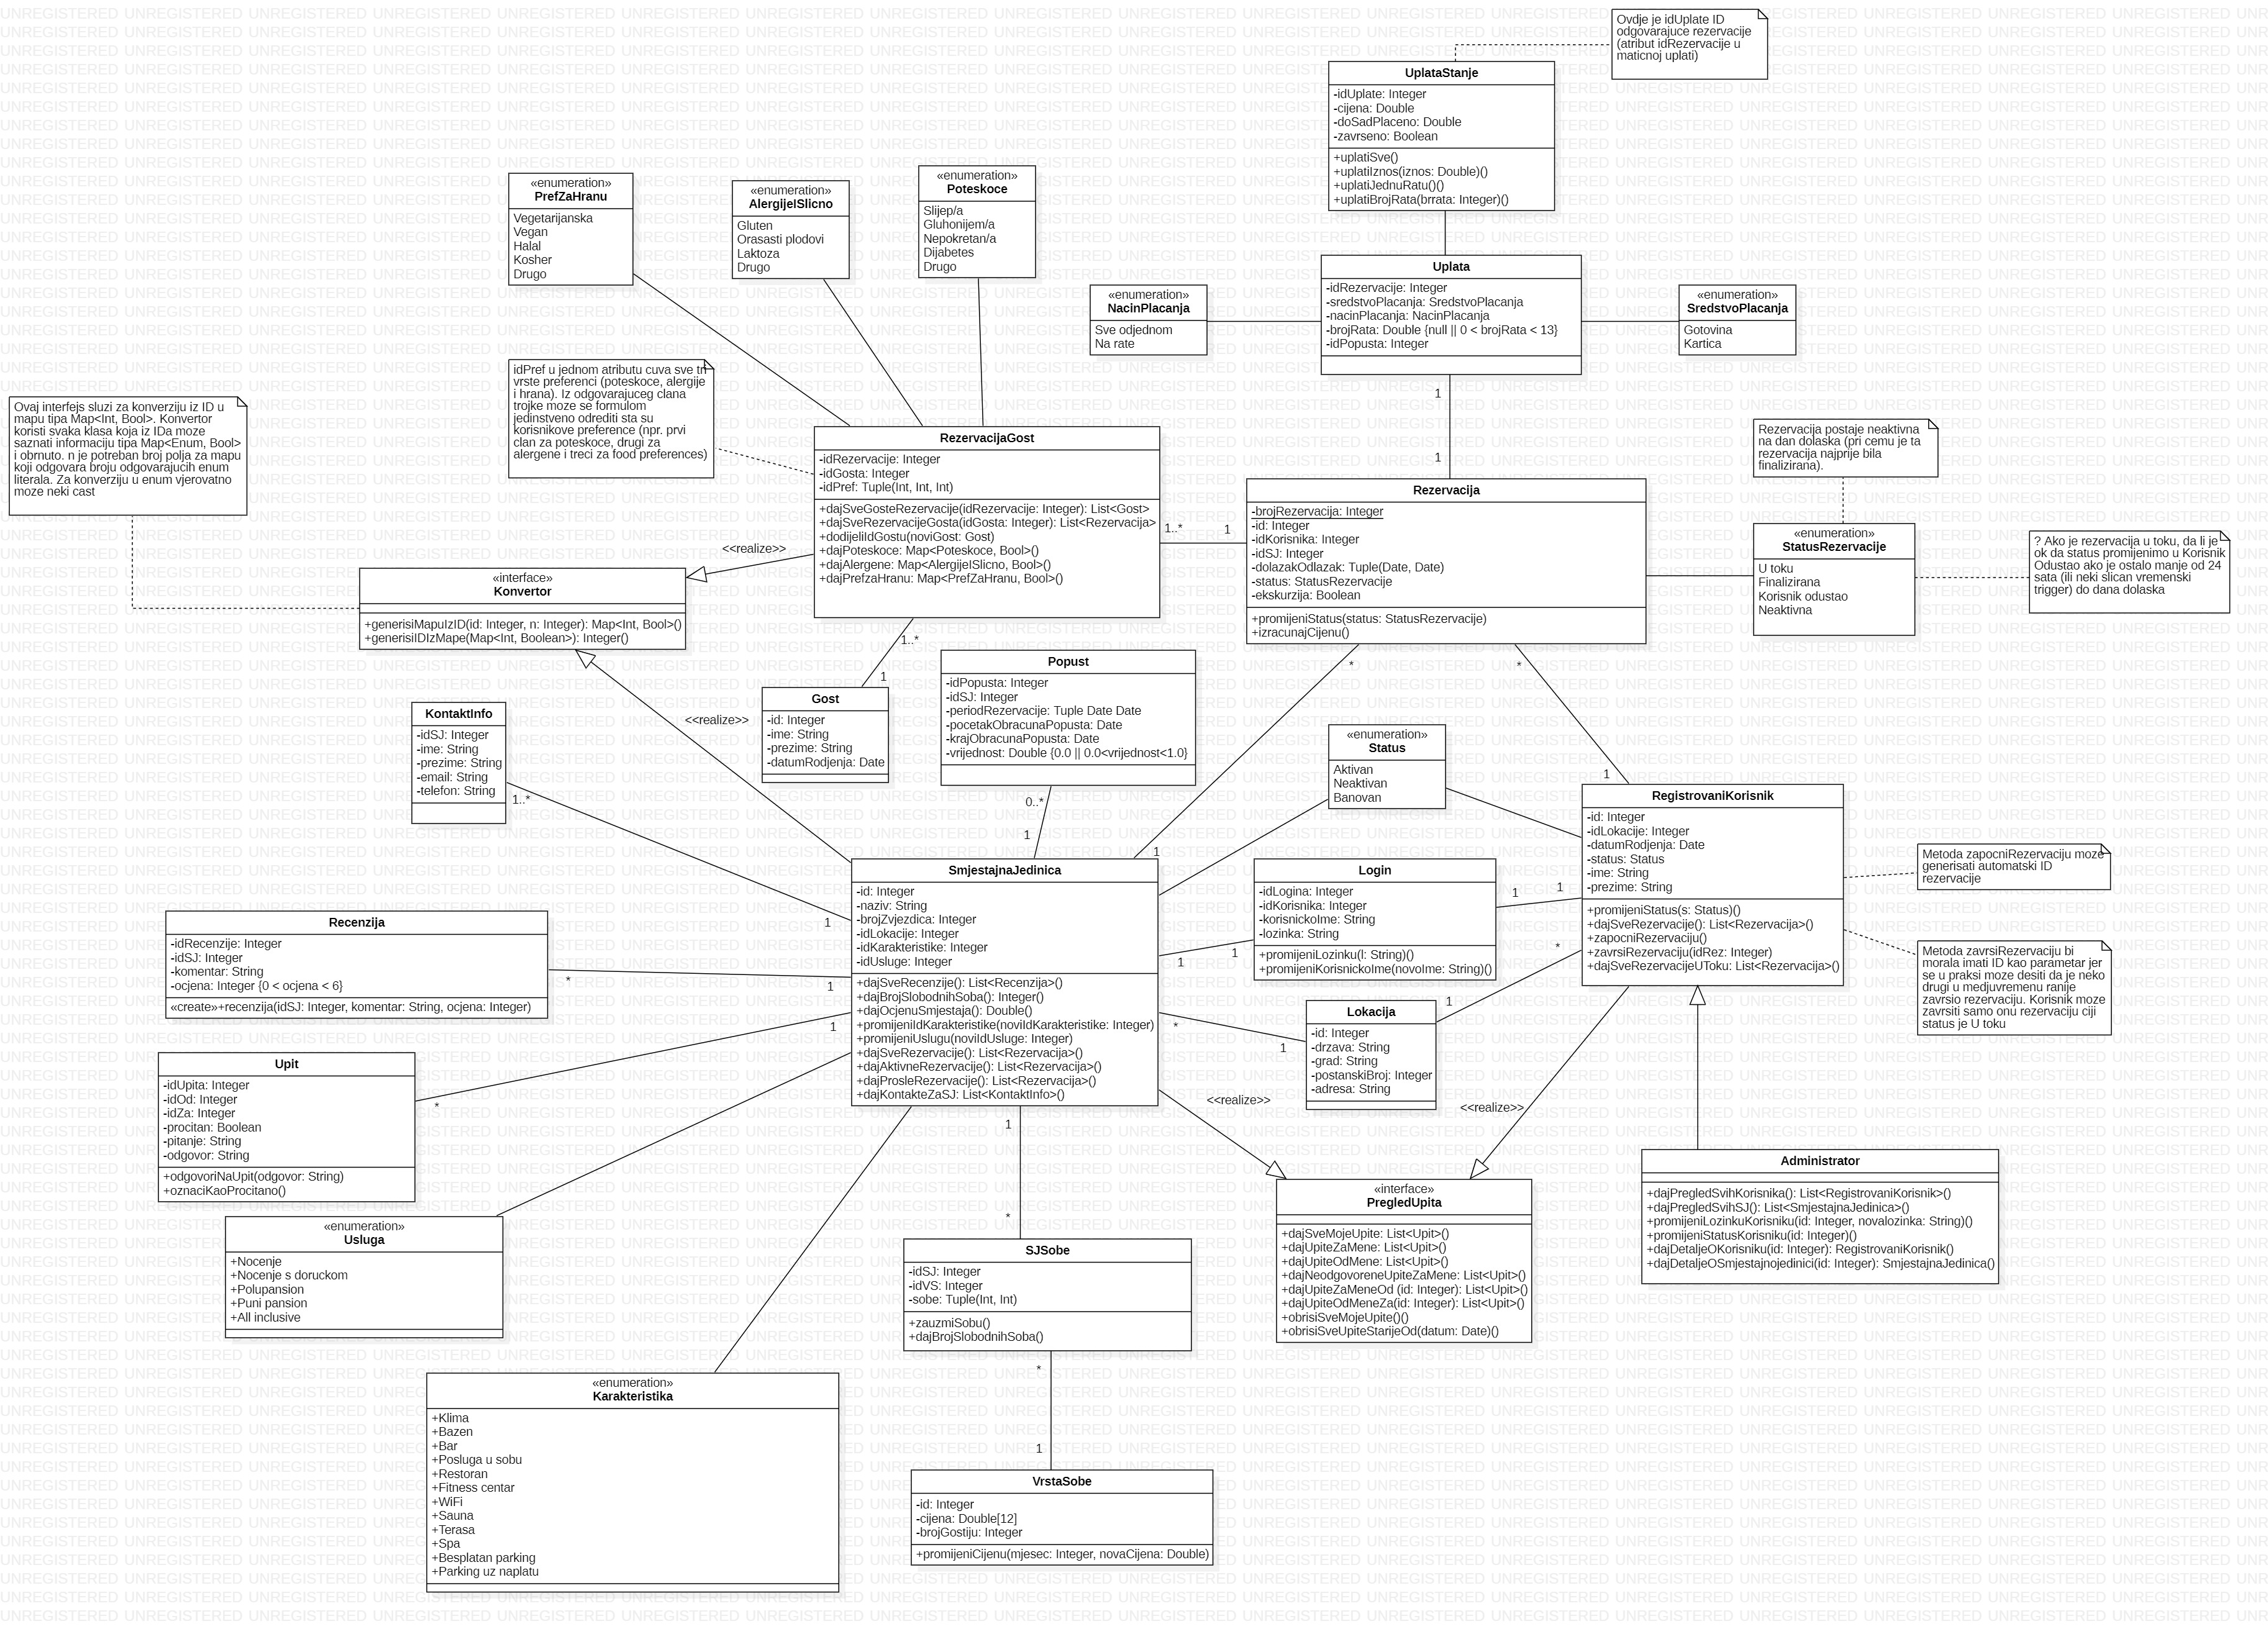 Ovdje je idUplate ID
odgovarajuce rezervacije
(atribut idRezervacije u
maticnoj uplati)
UplataStanje
-idUplate: Integer
-cijena: Double
-doSadPlaceno: Double
-zavrseno: Boolean
+uplatiSve()
+uplatiIznos(iznos: Double)()
+uplatiJednuRatu()()
+uplatiBrojRata(brrata: Integer)()
«enumeration»
PrefZaHranu
Vegetarijanska
Vegan
Halal
Kosher
Drugo
«enumeration»
AlergijeISlicno
Gluten
Orasasti plodovi
Laktoza
Drugo
«enumeration»
Poteskoce
Slijep/a
Gluhonijem/a
Nepokretan/a
Dijabetes
Drugo
Uplata
-idRezervacije: Integer
-sredstvoPlacanja: SredstvoPlacanja
-nacinPlacanja: NacinPlacanja
-brojRata: Double {null || 0 < brojRata < 13}
-idPopusta: Integer
«enumeration»
NacinPlacanja
Sve odjednom
Na rate
«enumeration»
SredstvoPlacanja
Gotovina
Kartica
1
1
idPref u jednom atributu cuva sve tri
vrste preferenci (poteskoce, alergije
i hrana). Iz odgovarajuceg clana
trojke moze se formulom
jedinstveno odrediti sta su
korisnikove preference (npr. prvi
clan za poteskoce, drugi za
alergene i treci za food preferences)
Ovaj interfejs sluzi za konverziju iz ID u
mapu tipa Map<Int, Bool>. Konvertor
koristi svaka klasa koja iz IDa moze
saznati informaciju tipa Map<Enum, Bool>
i obrnuto. n je potreban broj polja za mapu
koji odgovara broju odgovarajucih enum
literala. Za konverziju u enum vjerovatno
moze neki cast
RezervacijaGost
-idRezervacije: Integer
-idGosta: Integer
-idPref: Tuple(Int, Int, Int)
+dajSveGosteRezervacije(idRezervacije: Integer): List<Gost>
+dajSveRezervacijeGosta(idGosta: Integer): List<Rezervacija>
+dodijeliIdGostu(noviGost: Gost)
+dajPoteskoce: Map<Poteskoce, Bool>()
+dajAlergene: Map<AlergijeISlicno, Bool>()
+dajPrefzaHranu: Map<PrefZaHranu, Bool>()
1..*
1
Rezervacija
-brojRezervacija: Integer
-id: Integer
-idKorisnika: Integer
-idSJ: Integer
-dolazakOdlazak: Tuple(Date, Date)
-status: StatusRezervacije
-ekskurzija: Boolean
+promijeniStatus(status: StatusRezervacije)
+izracunajCijenu()
Rezervacija postaje neaktivna
na dan dolaska (pri cemu je ta
rezervacija najprije bila
finalizirana).
«enumeration»
StatusRezervacije
U toku
Finalizirana
Korisnik odustao
Neaktivna
? Ako je rezervacija u toku, da li je
ok da status promijenimo u Korisnik
Odustao ako je ostalo manje od 24
sata (ili neki slican vremenski
trigger) do dana dolaska
<<realize>>
«interface»
Konvertor
+generisiMapuIzID(id: Integer, n: Integer): Map<Int, Bool>()
+generisiIDIzMape(Map<Int, Boolean>): Integer()
1..*
1
*
*
Gost
-id: Integer
-ime: String
-prezime: String
-datumRodjenja: Date
Popust
-idPopusta: Integer
-idSJ: Integer
-periodRezervacije: Tuple Date Date
-pocetakObracunaPopusta: Date
-krajObracunaPopusta: Date
-vrijednost: Double {0.0 || 0.0<vrijednost<1.0}
0..*
1
<<realize>>
KontaktInfo
-idSJ: Integer
-ime: String
-prezime: String
-email: String
-telefon: String
1..*
1
«enumeration»
Status
Aktivan
Neaktivan
Banovan
1
1
RegistrovaniKorisnik
-id: Integer
-idLokacije: Integer
-datumRodjenja: Date
-status: Status
-ime: String
-prezime: String
+promijeniStatus(s: Status)()
+dajSveRezervacije(): List<Rezervacija>()
+zapocniRezervaciju()
+zavrsiRezervaciju(idRez: Integer)
+dajSveRezervacijeUToku: List<Rezervacija>()
Metoda zapocniRezervaciju moze
generisati automatski ID
rezervacije
Metoda zavrsiRezervaciju bi
morala imati ID kao parametar jer
se u praksi moze desiti da je neko
drugi u medjuvremenu ranije
zavrsio rezervaciju. Korisnik moze
zavrsiti samo onu rezervaciju ciji
status je U toku
SmjestajnaJedinica
-id: Integer
-naziv: String
-brojZvjezdica: Integer
-idLokacije: Integer
-idKarakteristike: Integer
-idUsluge: Integer
+dajSveRecenzije(): List<Recenzija>()
+dajBrojSlobodnihSoba(): Integer()
+dajOcjenuSmjestaja(): Double()
+promijeniIdKarakteristike(noviIdKarakteristike: Integer)
+promijeniUslugu(noviIdUsluge: Integer)
+dajSveRezervacije(): List<Rezervacija>()
+dajAktivneRezervacije(): List<Rezervacija>()
+dajProsleRezervacije(): List<Rezervacija>()
+dajKontakteZaSJ: List<KontaktInfo>()
Login
-idLogina: Integer
-idKorisnika: Integer
-korisnickoIme: String
-lozinka: String
+promijeniLozinku(l: String)()
+promijeniKorisnickoIme(novoIme: String)()
1
1
1
1
*
1
*
1
Lokacija
-id: Integer
-drzava: String
-grad: String
-postanskiBroj: Integer
-adresa: String
Recenzija
-idRecenzije: Integer
-idSJ: Integer
-komentar: String
-ocjena: Integer {0 < ocjena < 6}
«create»+recenzija(idSJ: Integer, komentar: String, ocjena: Integer)
*
1
Upit
-idUpita: Integer
-idOd: Integer
-idZa: Integer
-procitan: Boolean
-pitanje: String
-odgovor: String
+odgovoriNaUpit(odgovor: String)
+oznaciKaoProcitano()
*
1
<<realize>>
<<realize>>
«enumeration»
Usluga
+Nocenje
+Nocenje s doruckom
+Polupansion
+Puni pansion
+All inclusive
1
*
SJSobe
-idSJ: Integer
-idVS: Integer
-sobe: Tuple(Int, Int)
+zauzmiSobu()
+dajBrojSlobodnihSoba()
«interface»
PregledUpita
+dajSveMojeUpite: List<Upit>()
+dajUpiteZaMene: List<Upit>()
+dajUpiteOdMene: List<Upit>()
+dajNeodgovoreneUpiteZaMene: List<Upit>()
+dajUpiteZaMeneOd (id: Integer): List<Upit>()
+dajUpiteOdMeneZa(id: Integer): List<Upit>()
+obrisiSveMojeUpite()()
+obrisiSveUpiteStarijeOd(datum: Date)()
Administrator
+dajPregledSvihKorisnika(): List<RegistrovaniKorisnik>()
+dajPregledSvihSJ(): List<SmjestajnaJedinica>()
+promijeniLozinkuKorisniku(id: Integer, novalozinka: String)()
+promijeniStatusKorisniku(id: Integer)()
+dajDetaljeOKorisniku(id: Integer): RegistrovaniKorisnik()
+dajDetaljeOSmjestajnojedinici(id: Integer): SmjestajnaJedinica()
«enumeration»
Karakteristika
+Klima
+Bazen
+Bar
+Posluga u sobu
+Restoran
+Fitness centar
+WiFi
+Sauna
+Terasa
+Spa
+Besplatan parking
+Parking uz naplatu
*
1
VrstaSobe
-id: Integer
-cijena: Double[12]
-brojGostiju: Integer
+promijeniCijenu(mjesec: Integer, novaCijena: Double)